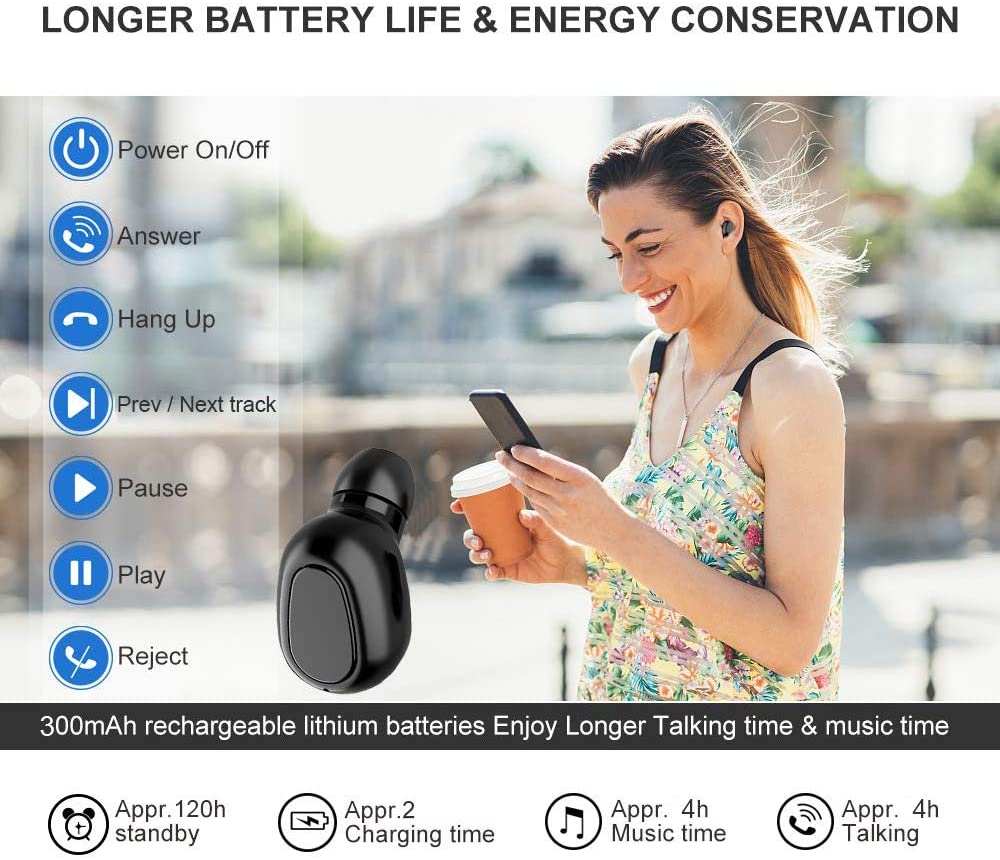 LONGER BATTERY LIFE & ENERGY CONSERVATION
Power On/Off
Answer
Hang Up
Prev / Next track
Pause
Play
Reject
300mAh rechargeable lithium batteries Enjoy Longer Talking time & music time
Appr.120h
standby
Appr.2
Charging time
Appr. 4h
Music time
Appr. 4h
Talking